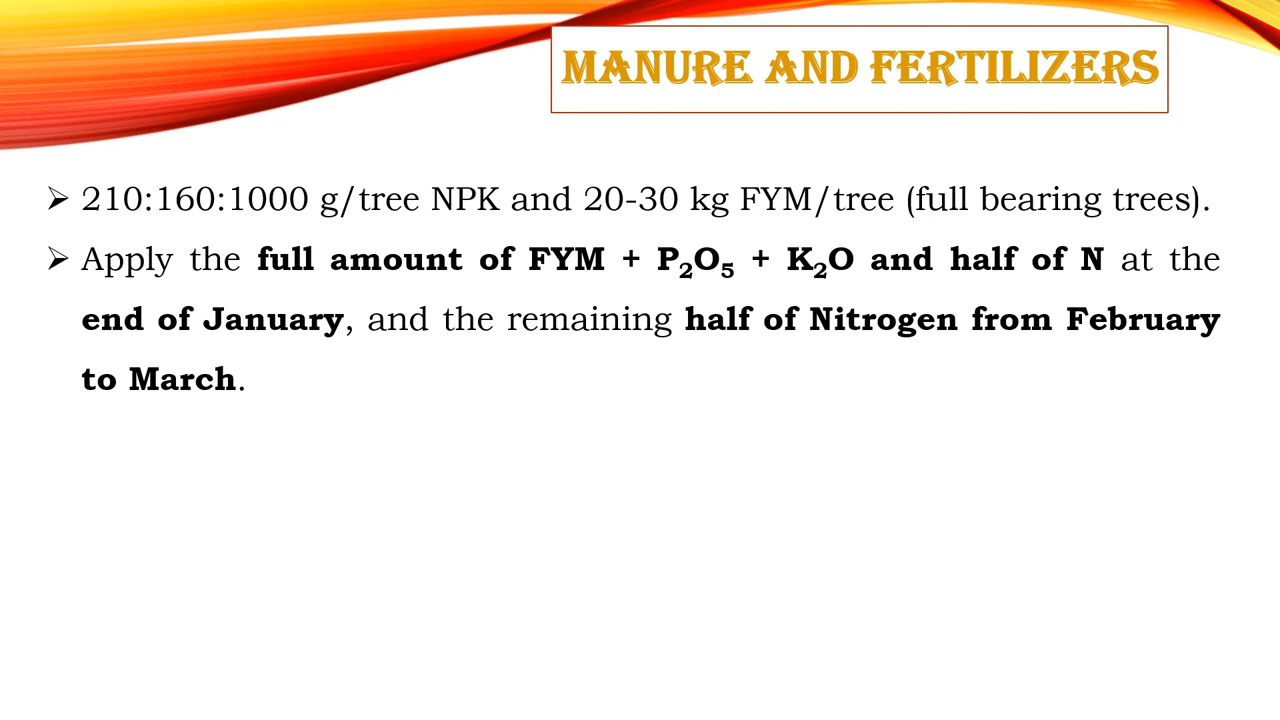 MANURE AND FERTILIZERS
➢ 210:160:1000 g/tree NPK and 20-30 kg FYM/tree (full bearing trees).
➢ Apply the full amount of FYM + P₂O₅ + K₂O and half of N at the
end of January, and the remaining half of Nitrogen from February
to March.